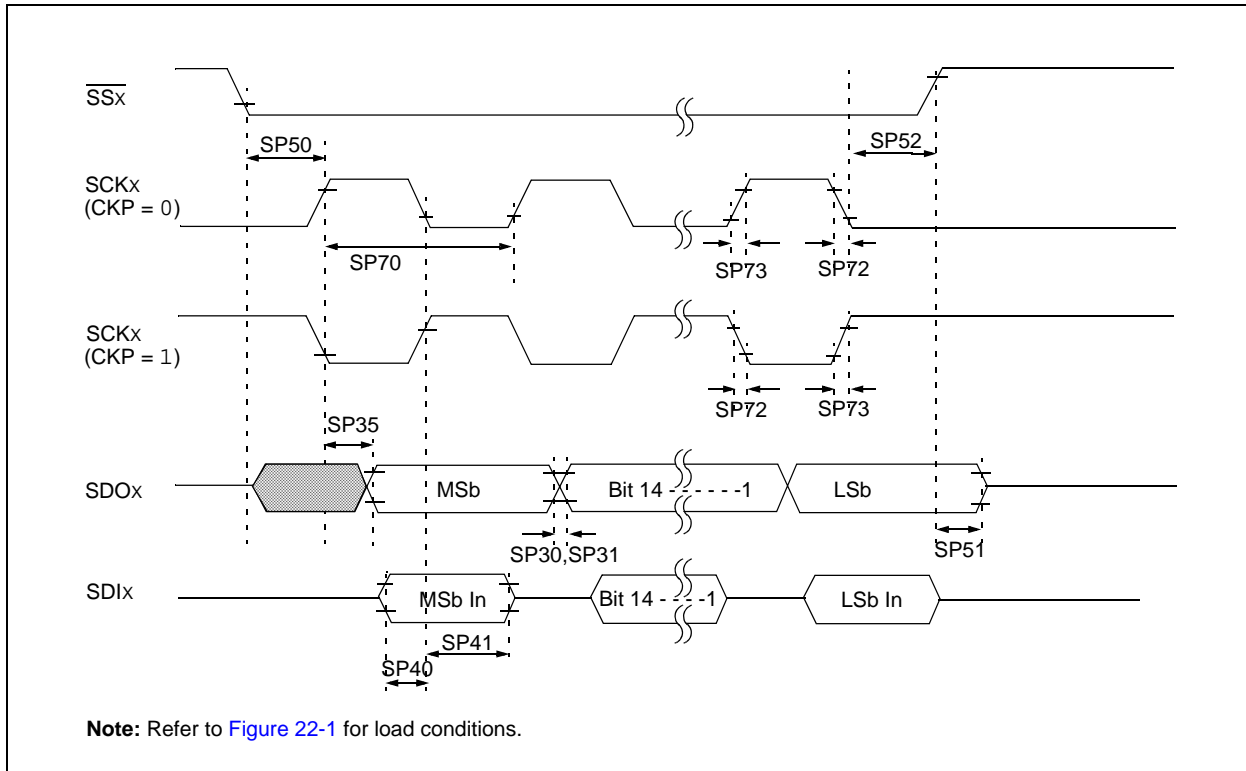 SSX
SP50
SP52
SCKX
(CKP = 0)
SP70
SP73
SP72
SCKX
(CKP = 1)
SP72
SP73
SP35
SDOX
MSb
Bit 14 - - - - - -1
LSb
SP30,SP31
SP51
SDIX
MSb In
Bit 14 - - - -1
LSb In
SP41
SP40
Note: Refer to Figure 22-1 for load conditions.